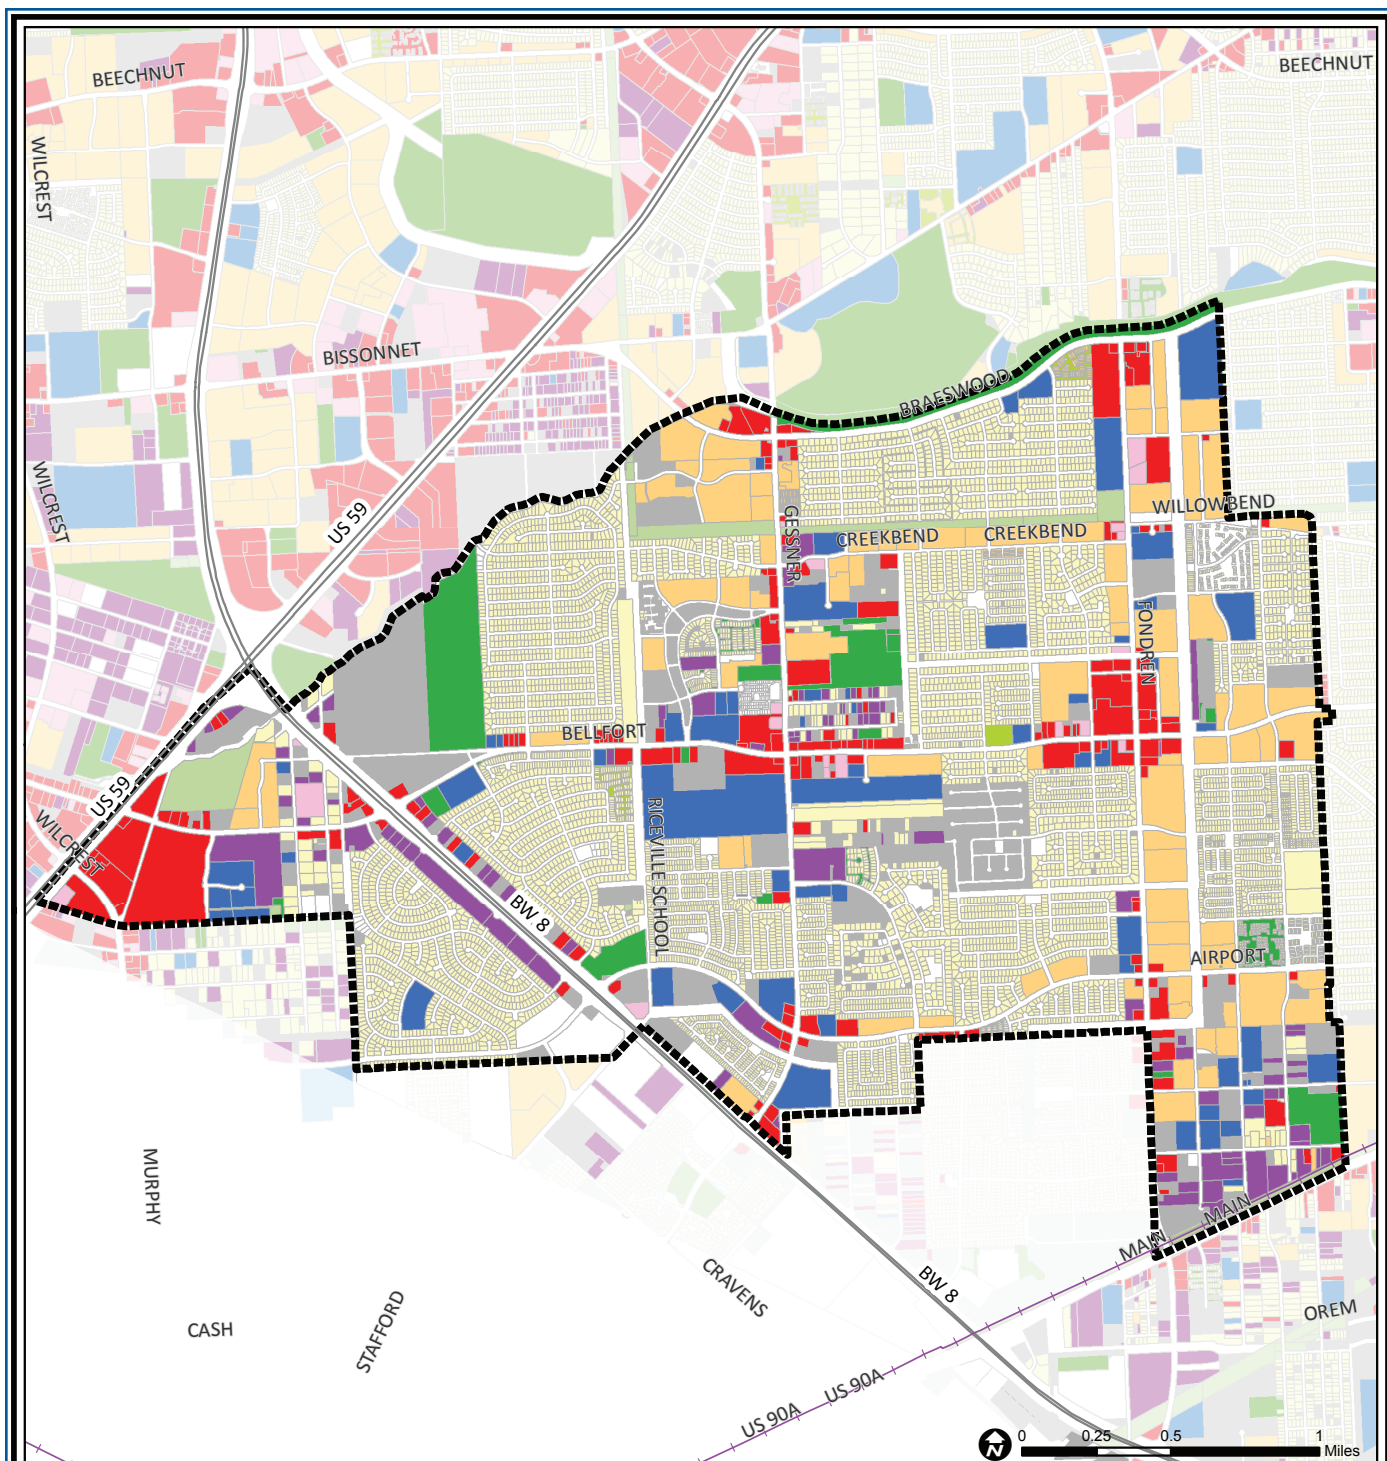 BEECHNUT
BEECHNUT
WILCREST
BISSONNET
BRAESWOOD
WILCREST
US 59
WILLOWBEND
GESSNER
CREEKBEND
CREEKBEND
FONDREN
BELLFORT
US 59
WILCREST
RICEVILLE SCHOOL
BW 8
AIRPORT
MURPHY
MAIN
MAIN
CRAVENS
BW 8
STAFFORD
CASH
OREM
US 90A
US 90A
N
0 0.25 0.5 1
Miles